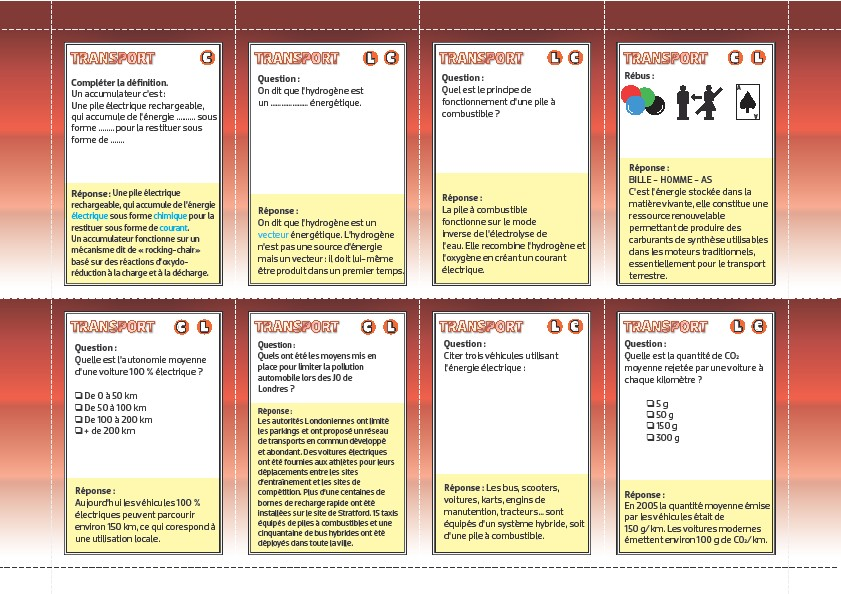 TRANSPORT C
Compléter la définition.
Un accumulateur c'est :
Une pile électrique rechargeable,
qui accumule de l'énergie ......... sous
forme ........pour la restituer sous
forme de .......
Réponse : Une pile électrique
rechargeable, qui accumule de l'énergie
électrique sous forme chimique pour la
restituer sous forme de courant.
Un accumulateur fonctionne sur un
mécanisme dit de « rocking-chair»
basé sur des réactions d'oxydo-
réduction à la charge et à la décharge.
TRANSPORT L C
Question :
On dit que l'hydrogène est
un .................. énergétique.
Réponse :
On dit que l'hydrogène est un
vecteur énergétique. L'hydrogène
n'est pas une source d'énergie
mais un vecteur : il doit lui-même
être produit dans un premier temps.
TRANSPORT L C
Question :
Quel est le principe de
fonctionnement d'une pile à
combustible ?
Réponse :
La pile à combustible
fonctionne sur le mode
inverse de l'électrolyse de
l'eau. Elle recombine l'hydrogène et
l'oxygène en créant un courant
électrique.
TRANSPORT C L
Rébus :
A
A
Réponse :
BILLE - HOMME - AS
C'est l'énergie stockée dans la
matière vivante, elle constitue une
ressource renouvelable
permettant de produire des
carburants de synthèse utilisables
dans les moteurs traditionnels,
essentiellement pour le transport
terrestre.
TRANSPORT C L
Question :
Quelle est l'autonomie moyenne
d'une voiture 100 % électrique ?
❑ De 0 à 50 km
❑ De 50 à 100 km
❑ De 100 à 200 km
❑ + de 200 km
Réponse :
Aujourd'hui les véhicules 100 %
électriques peuvent parcourir
environ 150 km, ce qui corespond à
une utilisation locale.
TRANSPORT C L
Question :
Quels ont été les moyens mis en
place pour limiter la pollution
automobile lors des JO de
Londres ?
Réponse :
Les autorités Londoniennes ont limité
les parkings et ont proposé un réseau
de transports en commun développé
et abondant. Des voitures électriques
ont été fournies aux athlètes pour leurs
déplacements entre les sites
d'entraînement et les sites de
compétition. Plus d'une centaines de
bornes de recharge rapide ont été
installées sur le site de Stratford. 15 taxis
équipés de piles à combustibles et une
cinquantaine de bus hybrides ont été
déployés dans toute la ville.
TRANSPORT L C
Question :
Citer trois véhicules utilisant
l'énergie électrique :
Réponse : Les bus, scooters,
voitures, karts, engins de
manutention, tracteurs... sont
équipés d'un système hybride, soit
d'une pile à combustible.
TRANSPORT L C
Question :
Quelle est la quantité de CO₂
moyenne rejetée par une voiture à
chaque kilomètre ?
❑ 5 g
❑ 50 g
❑ 150 g
❑ 300 g
Réponse :
En 2005 la quantité moyenne émise
par les véhicules était de
150 g/km. Les voitures modernes
émettent environ 100 g de CO₂/km.